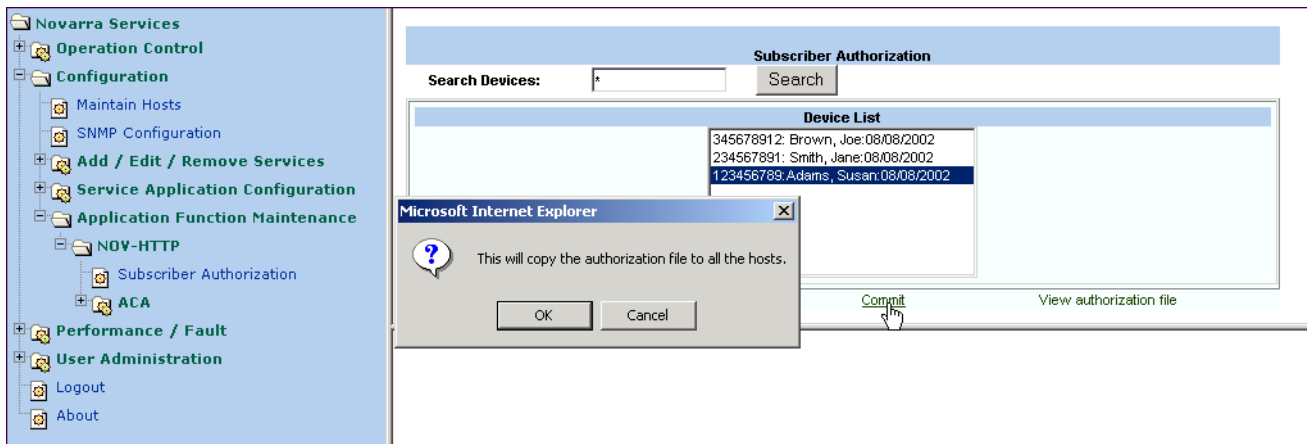 Novarra Services
Operation Control
Configuration
Maintain Hosts
SNMP Configuration
Add / Edit / Remove Services
Service Application Configuration
Application Function Maintenance
NOV-HTTP
Subscriber Authorization
ACA
Performance / Fault
User Administration
Logout
About
Subscriber Authorization
Search Devices: * Search
Device List
345678912: Brown, Joe:08/08/2002
234567891: Smith, Jane:08/08/2002
123456789:Adams, Susan:08/08/2002
Microsoft Internet Explorer
This will copy the authorization file to all the hosts.
OK Cancel
Commit View authorization file